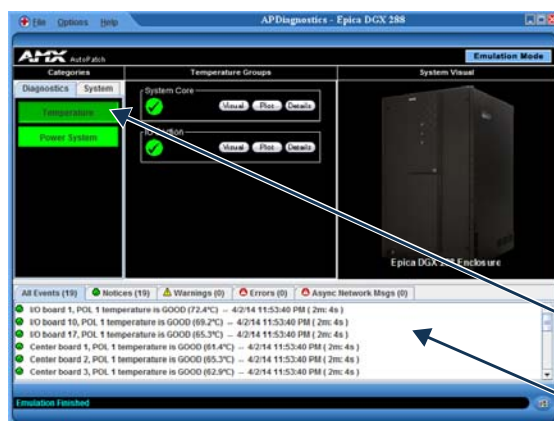 File Options Help
APDiagnostics - Epica DGX 288
AMX AutoPatch
Emulation Mode
Categories
Temperature Groups
System Visual
Diagnostics System
Temperature
Power System
System Core
Visual Plot Details
Visual Plot Details
Epica DGX 288 Enclosure
All Events (19) Notices (19) Warnings (0) Errors (0) Async Network Msgs (0)
I/O board 1, POL 1 temperature is GOOD (72.4°C) -- 4/2/14 11:53:40 PM ( 2m: 4s )
I/O board 10, POL 1 temperature is GOOD (69.2°C) -- 4/2/14 11:53:40 PM ( 2m: 4s )
I/O board 17, POL 1 temperature is GOOD (65.3°C) -- 4/2/14 11:53:40 PM ( 2m: 4s )
Center board 1, POL 1 temperature is GOOD (61.4°C) -- 4/2/14 11:53:40 PM ( 2m: 4s )
Center board 2, POL 1 temperature is GOOD (65.3°C) -- 4/2/14 11:53:40 PM ( 2m: 4s )
Center board 3, POL 1 temperature is GOOD (62.9°C) -- 4/2/14 11:53:40 PM ( 2m: 4s )
Emulation Finished